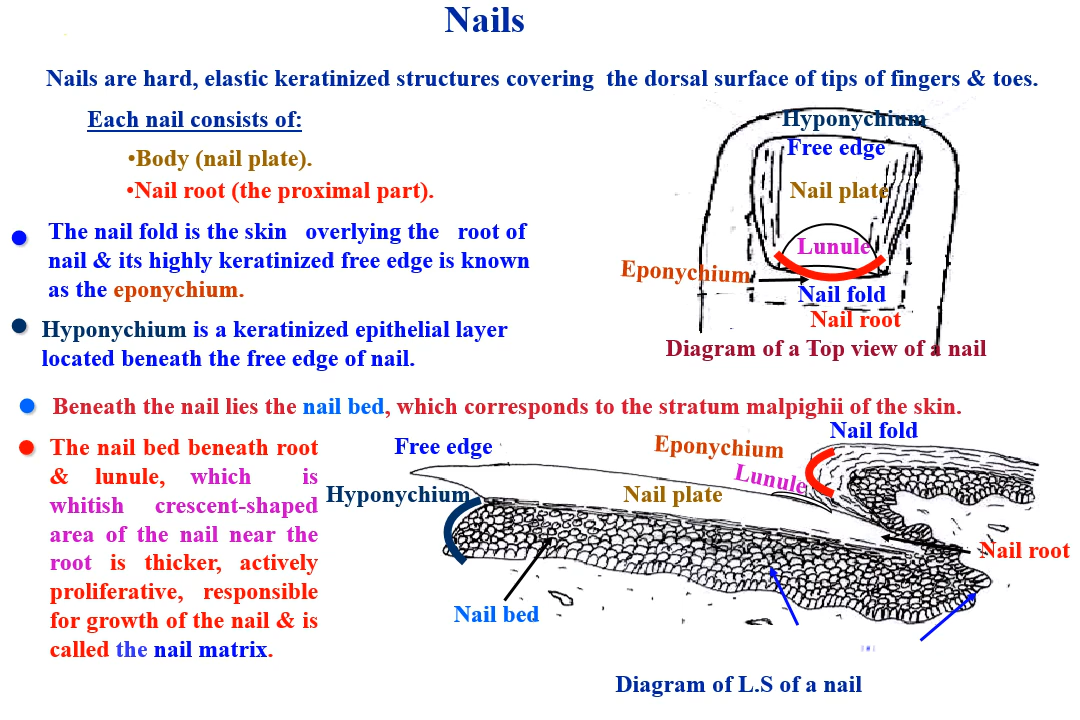 Nails
Nails are hard, elastic keratinized structures covering the dorsal surface of tips of fingers & toes.
Each nail consists of:
•Body (nail plate).
•Nail root (the proximal part).
The nail fold is the skin overlying the root of
nail & its highly keratinized free edge is known
as the eponychium.
Hyponychium is a keratinized epithelial layer
located beneath the free edge of nail.
Hyponychium
Free edge
Nail plate
Lunule
Eponychium
Nail fold
Nail root
Diagram of a Top view of a nail
Beneath the nail lies the nail bed, which corresponds to the stratum malpighii of the skin.
The nail bed beneath root
& lunule, which is
whitish crescent-shaped
area of the nail near the
root is thicker, actively
proliferative, responsible
for growth of the nail & is
called the nail matrix.
Nail fold
Free edge
Eponychium
Lunule
Hyponychium
Nail plate
Nail root
Nail bed
Diagram of L.S of a nail